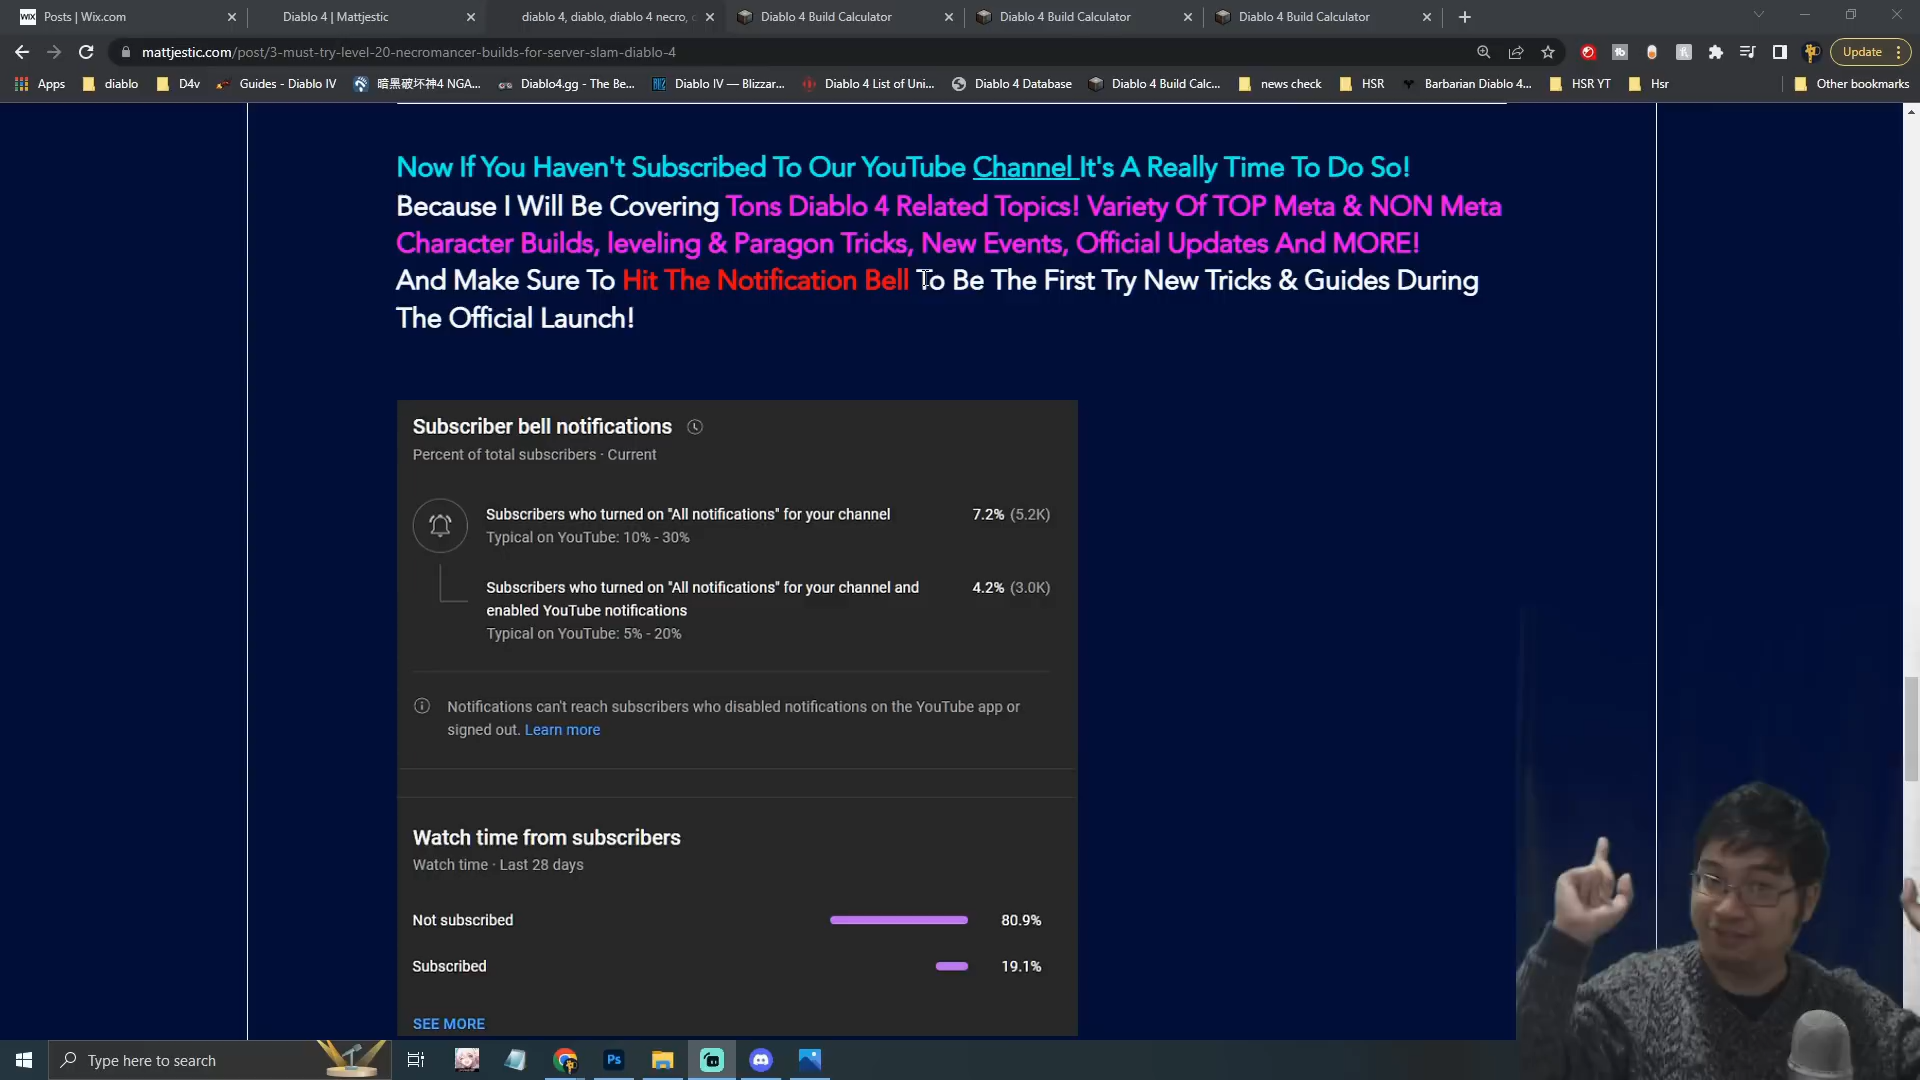 Posts | Wix.com
Diablo 4 | Mattjestic
diablo 4, diablo, diablo 4 necro,
Diablo 4 Build Calculator
Diablo 4 Build Calculator
Diablo 4 Build Calculator
mattjestic.com/post/3-must-try-level-20-necromancer-builds-for-server-slam-diablo-4
Update
Apps
diablo
D4v
Guides - Diablo IV
暗黑破坏神4 NGA...
Diablo4.gg - The Be...
Diablo IV — Blizzar...
Diablo 4 List of Uni...
Diablo 4 Database
Diablo 4 Build Calc...
news check
HSR
Barbarian Diablo 4...
HSR YT
Hsr
Other bookmarks
Now If You Haven't Subscribed To Our YouTube Channel It's A Really Time To Do So!
Because I Will Be Covering Tons Diablo 4 Related Topics! Variety Of TOP Meta & NON Meta
Character Builds, leveling & Paragon Tricks, New Events, Official Updates And MORE!
And Make Sure To Hit The Notification Bell To Be The First Try New Tricks & Guides During
The Official Launch!
Subscriber bell notifications
Percent of total subscribers · Current
Subscribers who turned on "All notifications" for your channel
7.2% (5.2K)
Typical on YouTube: 10% - 30%
Subscribers who turned on "All notifications" for your channel and
4.2% (3.0K)
enabled YouTube notifications
Typical on YouTube: 5% - 20%
Notifications can't reach subscribers who disabled notifications on the YouTube app or
signed out. Learn more
Watch time from subscribers
Watch time · Last 28 days
Not subscribed
80.9%
Subscribed
19.1%
SEE MORE
Type here to search
Ps